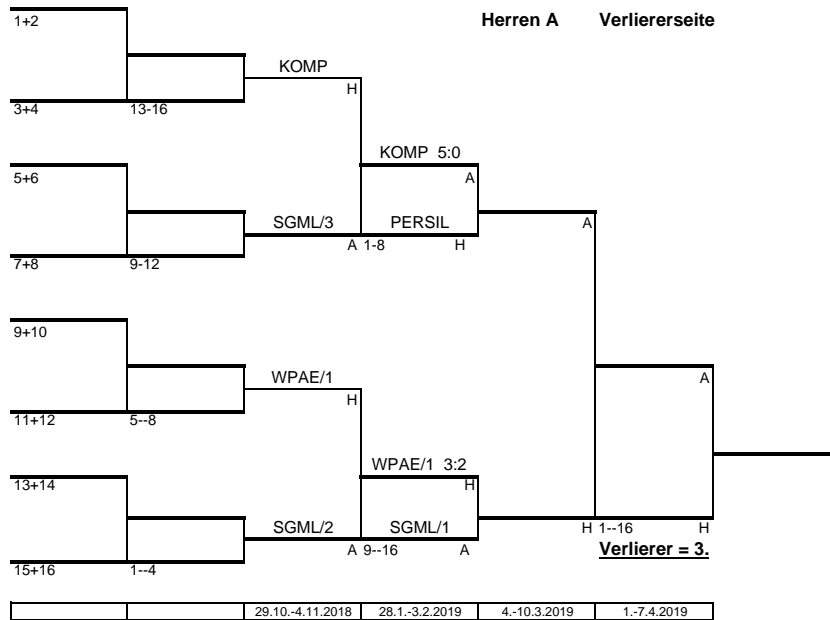 Herren A Verliererseite
1+2
KOMP
H
3+4 13-16
KOMP 5:0
5+6 A
SGML/3 PERSIL A
A 1-8 H
7+8 9-12
9+10
WPAE/1 A
H
11+12 5--8
WPAE/1 3:2
13+14 H
SGML/2 SGML/1 H 1--16 H
A 9--16 A Verlierer = 3.
15+16 1--4
29.10.-4.11.2018 28.1.-3.2.2019 4.-10.3.2019 1.-7.4.2019